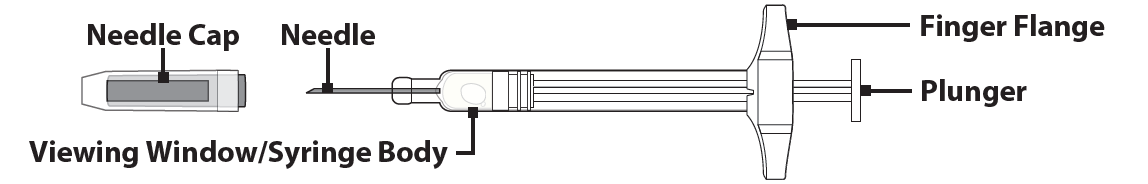 Needle Cap
Needle
Finger Flange
Plunger
Viewing Window/Syringe Body